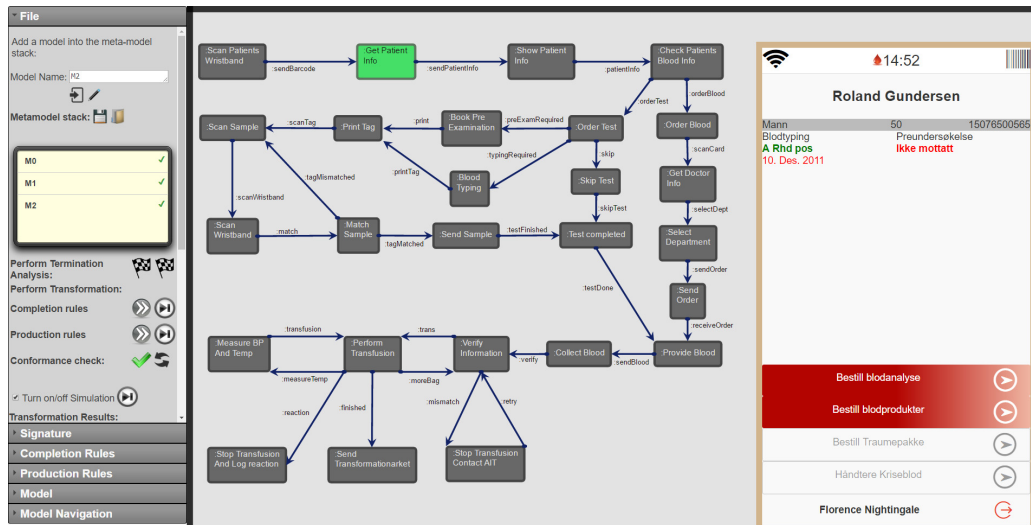 File
Add a model into the meta-model
stack:
Model Name: M2
Metamodel stack:
M0
M1
M2
Perform Termination
Analysis:
Perform Transformation:
Completion rules
Production rules
Conformance check:
Turn on/off Simulation
Transformation Results:
Signature
Completion Rules
Production Rules
Model
Model Navigation
:Scan Patients
Wristband
:sendBarcode
:Get Patient
Info
:sendPatientInfo
:Show Patient
Info
:patientInfo
:Check Patients
Blood Info
:orderTest
:orderBlood
:Scan Sample
:scanTag
:Print Tag
:print
:Book Pre
Examination
:preExamRequired
:Order Test
:Order Blood
:typingRequired
:skip
:scanCard
:printTag
:Blood
Typing
:Skip Test
:Get Doctor
Info
:tagMismatched
:scanWristband
:skipTest
:selectDept
:Scan
Wristband
:match
:Match
Sample
:tagMatched
:Send Sample
:testFinished
:Test completed
:Select
Department
:sendOrder
:testDone
:Send
Order
:receiveOrder
:Measure BP
And Temp
:transfusion
:Perform
Transfusion
:trans
:Verify
Information
:verify
:Collect Blood
:sendBlood
:Provide Blood
:measureTemp
:moreBag
:reaction
:finished
:mismatch
:retry
:Stop Transfusion
And Log reaction
:Send
Transformationarket
:Stop Transfusion
Contact AIT
14:52
Roland Gundersen
Mann 50 15076500565
Blodtyping Preundersøkelse
A Rhd pos Ikke mottatt
10. Des. 2011
Bestill blodanalyse
Bestill blodprodukter
Bestill Traumepakke
Håndtere Kriseblod
Florence Nightingale